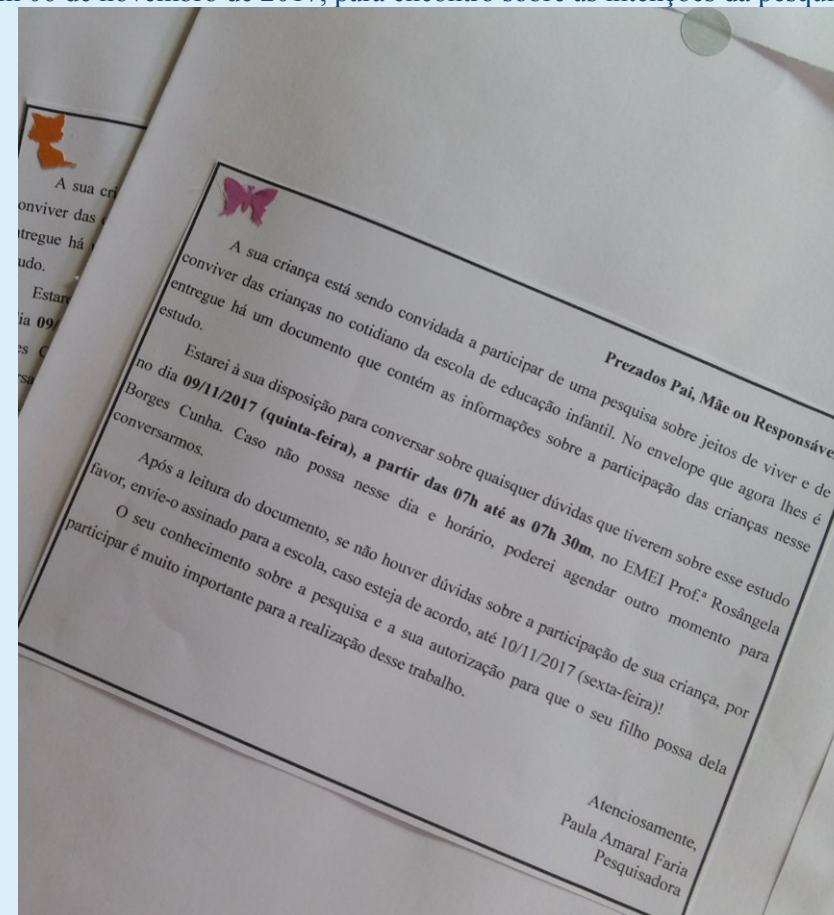 em 06 de novembro de 2017, para encontro sobre as intenções da pesqui
A sua cri
onviver das
ntregue há
udo.
Estar
ia 09/
Prezados Pai, Mãe ou Responsáve
A sua criança está sendo convidada a participar de uma pesquisa sobre jeitos de viver e de
conviver das crianças no cotidiano da escola de educação infantil. No envelope que agora lhes é
entregue há um documento que contém as informações sobre a participação das crianças nesse
estudo.
Estarei à sua disposição para conversar sobre quaisquer dúvidas que tiverem sobre esse estudo
no dia 09/11/2017 (quinta-feira), a partir das 07h até as 07h 30m, no EMEI Prof.ª Rosângela
Borges Cunha. Caso não possa nesse dia e horário, poderei agendar outro momento para
conversarmos.
Após a leitura do documento, se não houver dúvidas sobre a participação de sua criança, por
favor, envie-o assinado para a escola, caso esteja de acordo, até 10/11/2017 (sexta-feira)!
O seu conhecimento sobre a pesquisa e a sua autorização para que o seu filho possa dela
participar é muito importante para a realização desse trabalho.
Atenciosamente,
Paula Amaral Faria
Pesquisadora